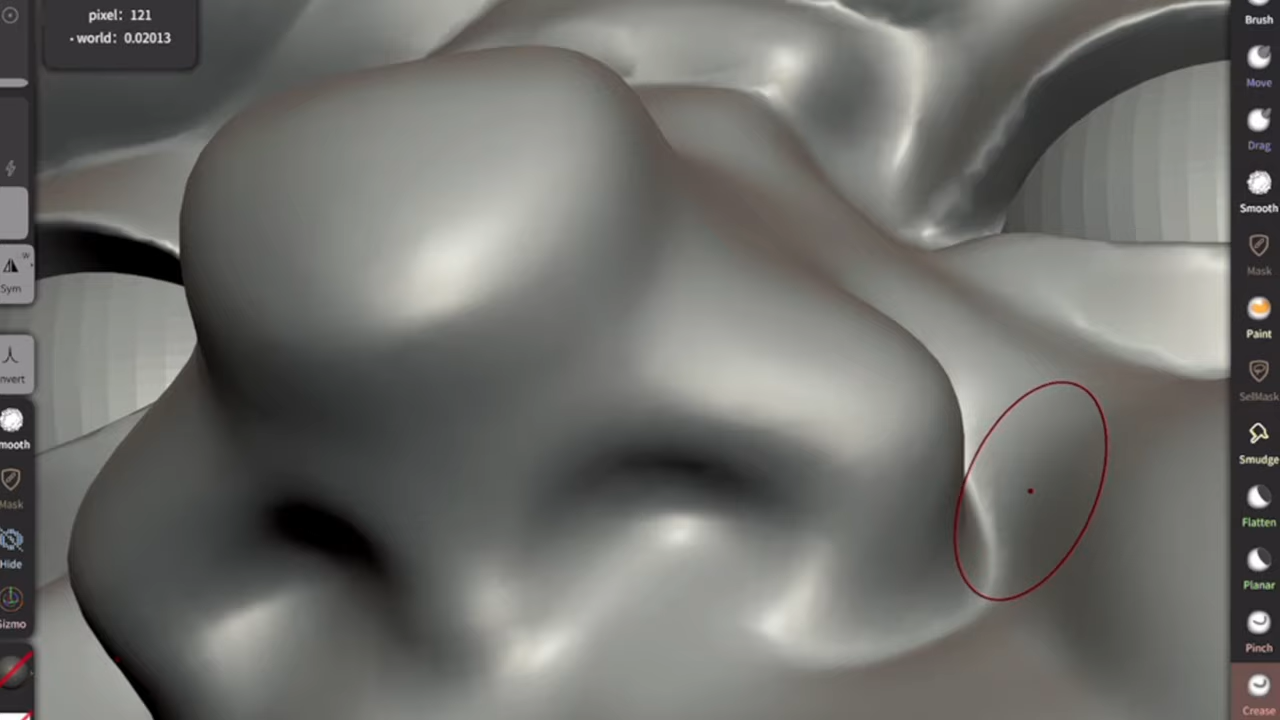 pixel: 121
• world: 0.02013
W
Sym
nvert
mooth
Mask
Hide
Gizmo
Brush
Move
Drag
Smooth
Mask
Paint
SelMask
Smudge
Flatten
Planar
Pinch
Crease